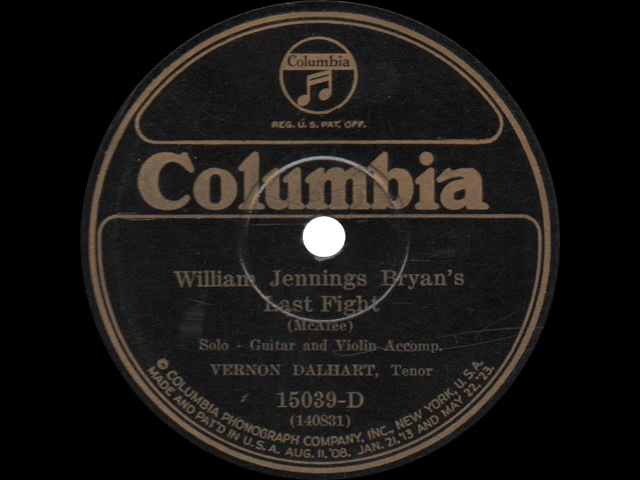 Columbia
REG. U.S. PAT. OFF.
Columbia
William Jennings Bryan's
Last Fight
(McAfee)
Solo - Guitar and Violin Accomp.
VERNON DALHART, Tenor
15039-D
(140831)
© COLUMBIA PHONOGRAPH COMPANY, INC., NEW YORK, U.S.A.
MADE AND PAT'D IN U.S.A. AUG. 11, '08. JAN. 21, '13 AND MAY 22, '23.